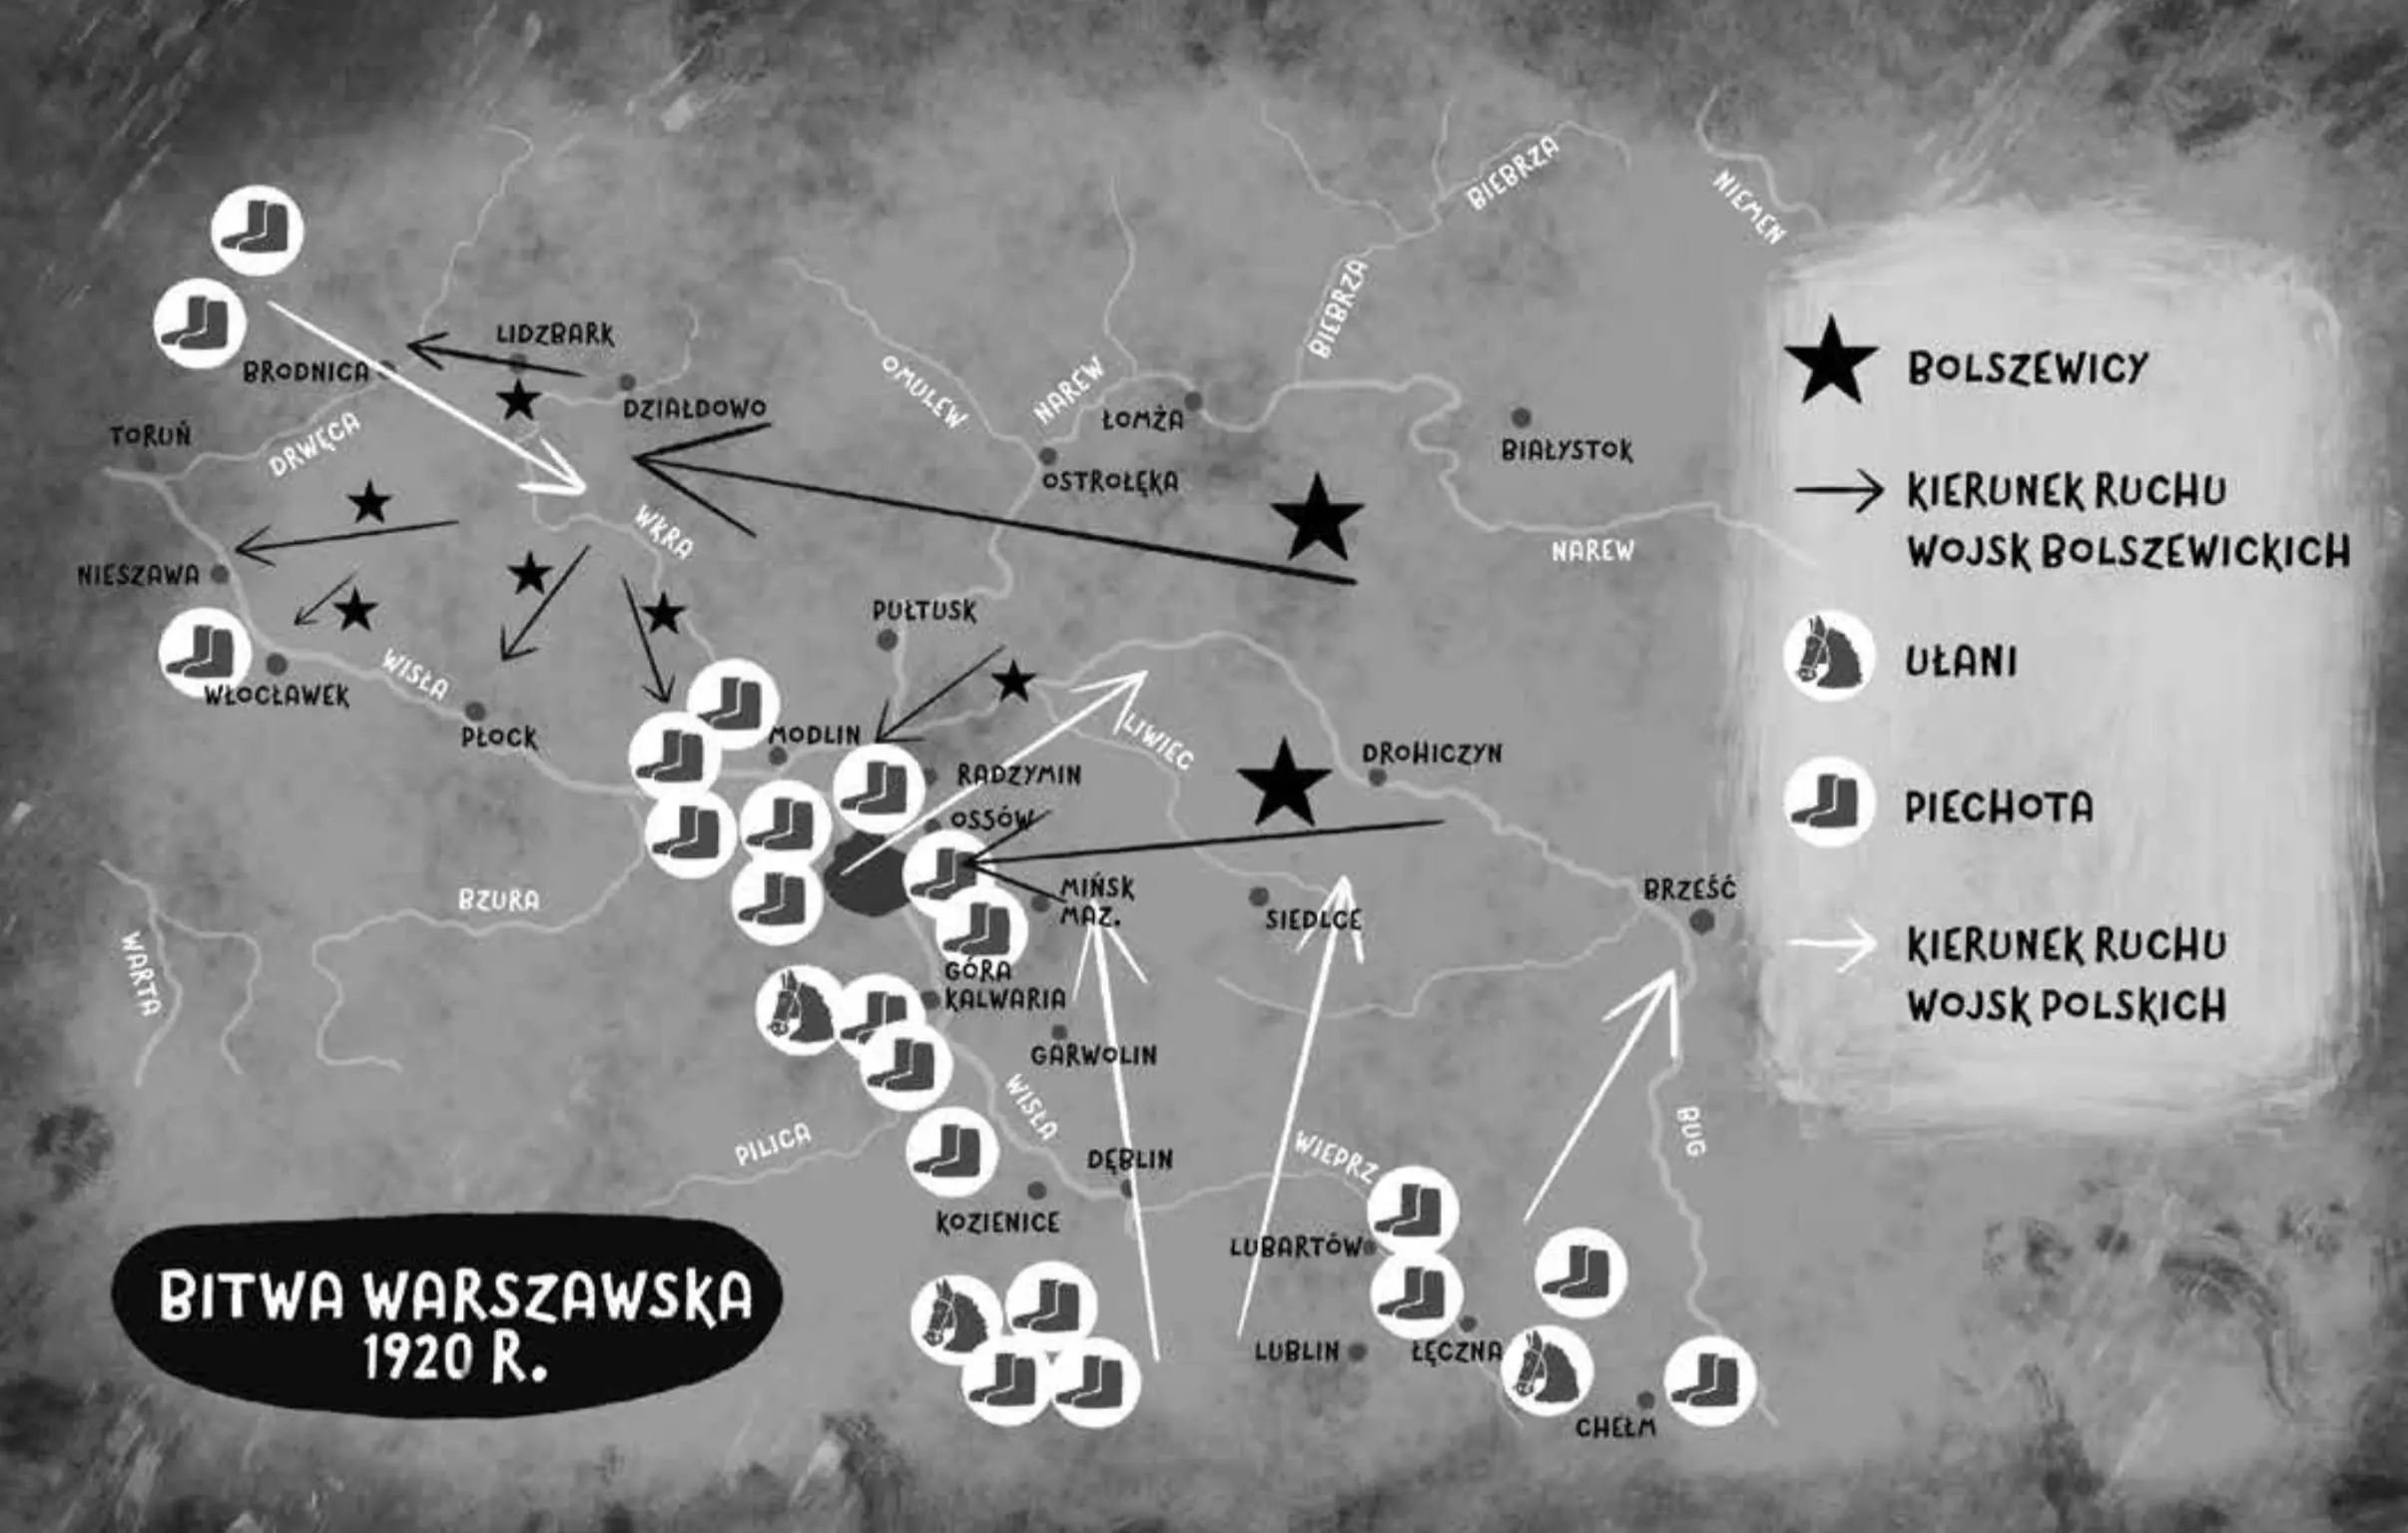 BIEBRZA
NIEMEN
BIEBRZA
LIDZBARK
BRODNICA
DZIAŁDOWO
OMULEW
NAREW
ŁOMŻA
BIAŁYSTOK
TORUŃ
DRWĘCA
OSTROŁĘKA
WKRA
NAREW
NIESZAWA
PUŁTUSK
WŁOCŁAWEK
WISŁA
PŁOCK
MODLIN
LIWIEC
DROHICZYN
RADZYMIN
OSSÓW
BZURA
MIŃSK
MAZ.
SIEDLCE
BRZEŚĆ
WARTA
GÓRA
KALWARIA
GARWOLIN
WISŁA
PILICA
DĘBLIN
WIEPRZ
BUG
KOZIENICE
LUBARTÓW
LUBLIN
ŁĘCZNA
CHEŁM
BOLSZEWICY
KIERUNEK RUCHU
WOJSK BOLSZEWICKICH
UŁANI
PIECHOTA
KIERUNEK RUCHU
WOJSK POLSKICH
BITWA WARSZAWSKA
1920 R.